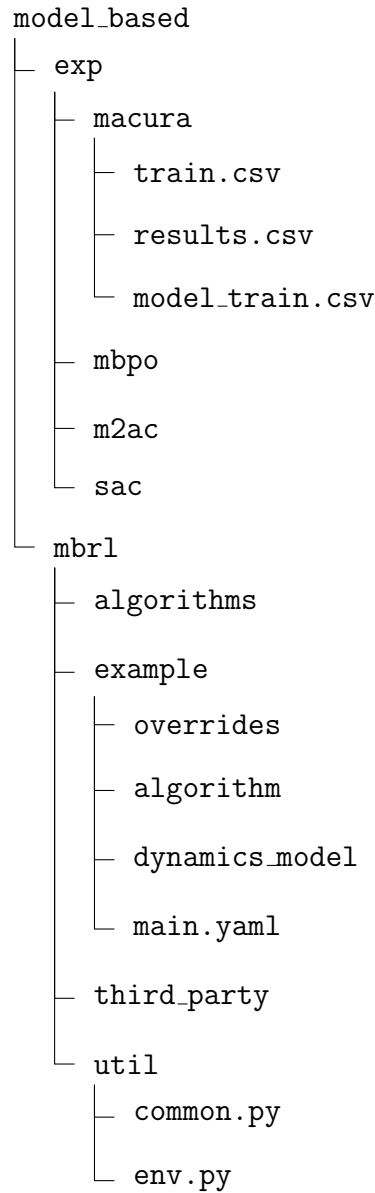 model_based
exp
macura
train.csv
results.csv
model_train.csv
mbpo
m2ac
sac
mbrl
algorithms
example
overrides
algorithm
dynamics_model
main.yaml
third_party
util
common.py
env.py